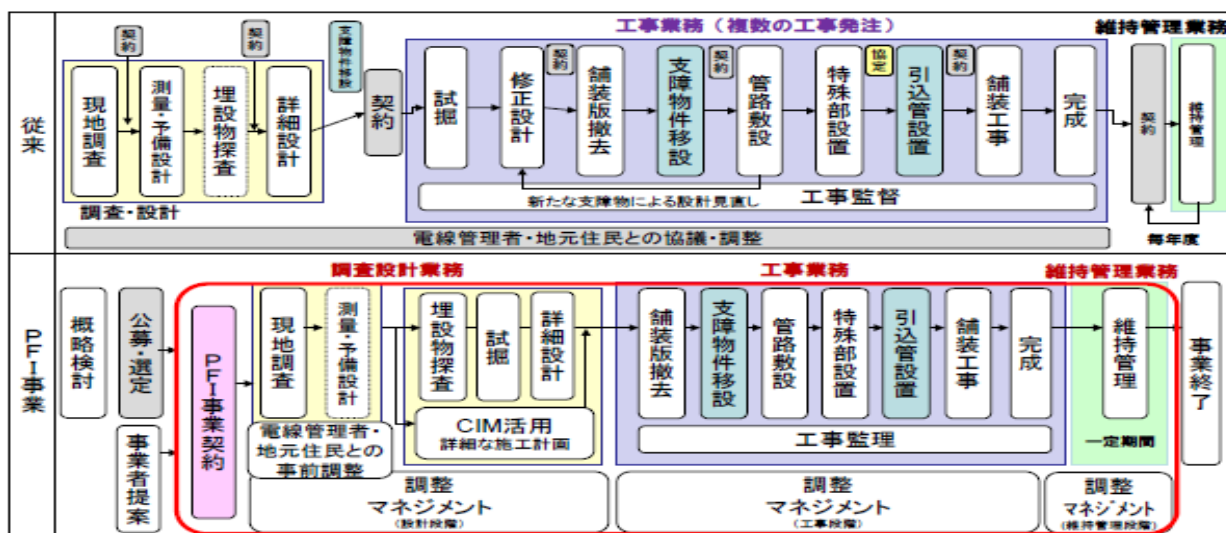 工事業務（複数の工事発注）
維持管理業務
従来
契約
契約
支障物件移設
現地調査
測量・予備設計
埋設物探査
詳細設計
調査・設計
契約
試掘
修正設計
契約
舗装版撤去
支障物件移設
契約
管路敷設
特殊部設置
協定
引込管設置
契約
舗装工事
完成
新たな支障物による設計見直し
工事監督
契約
維持管理
毎年度
電線管理者・地元住民との協議・調整
調査設計業務
工事業務
維持管理業務
PFI事業
概略検討
公募・選定
事業者提案
PFI事業契約
現地調査
測量・予備設計
電線管理者・
地元住民との
事前調整
埋設物探査
試掘
詳細設計
CIM活用
詳細な施工計画
舗装版撤去
支障物件移設
管路敷設
特殊部設置
引込管設置
舗装工事
完成
工事監理
維持管理
一定期間
事業終了
調整
マネジメント
(設計段階)
調整
マネジメント
(工事段階)
調整
マネジメント
(維持管理段階)